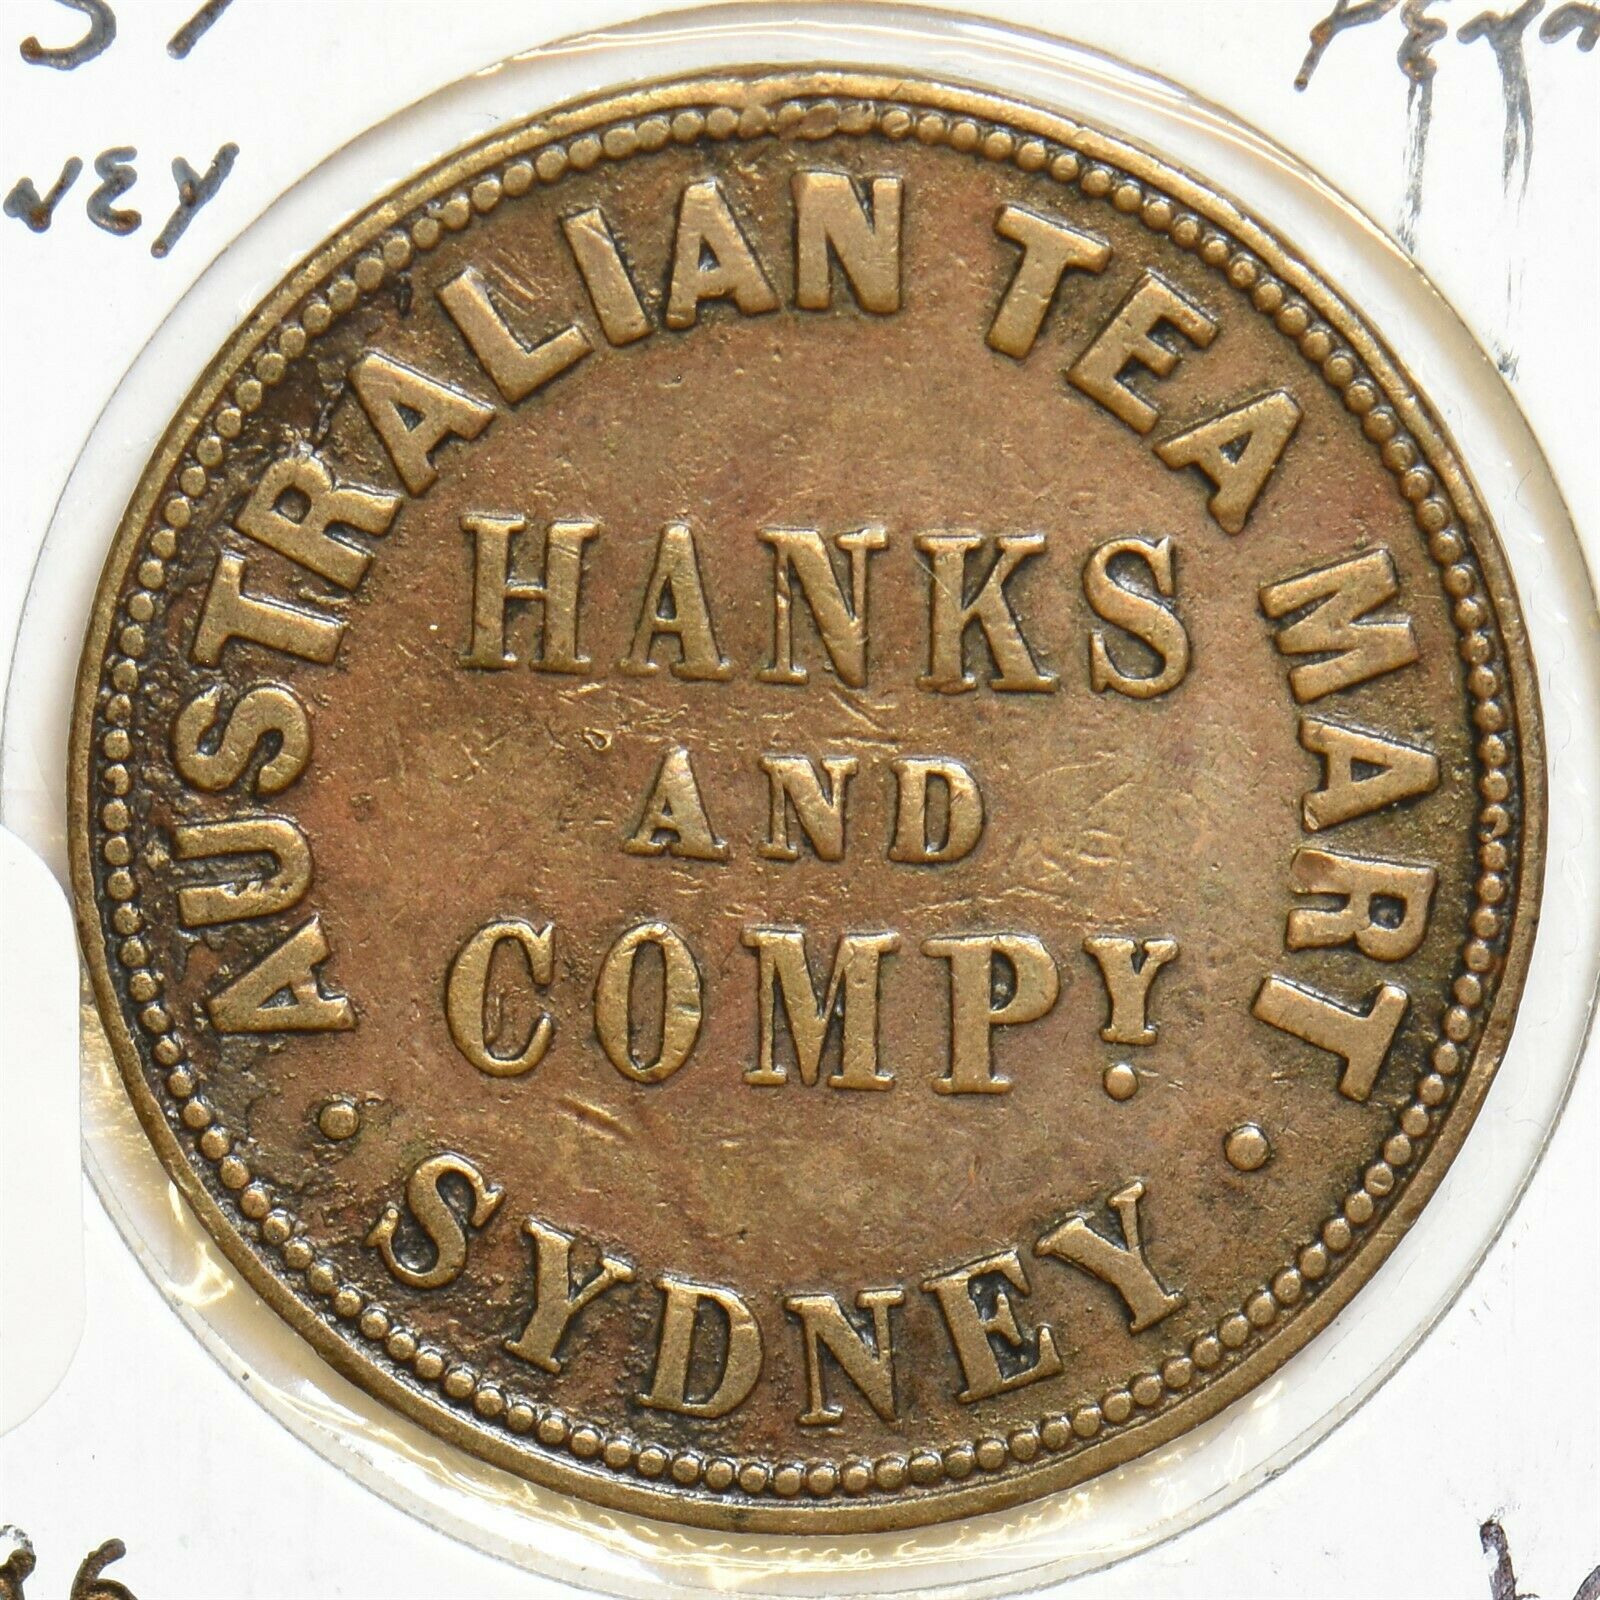 AUSTRALIAN TEA MART
HANKS
AND
COMPY.
· SYDNEY ·